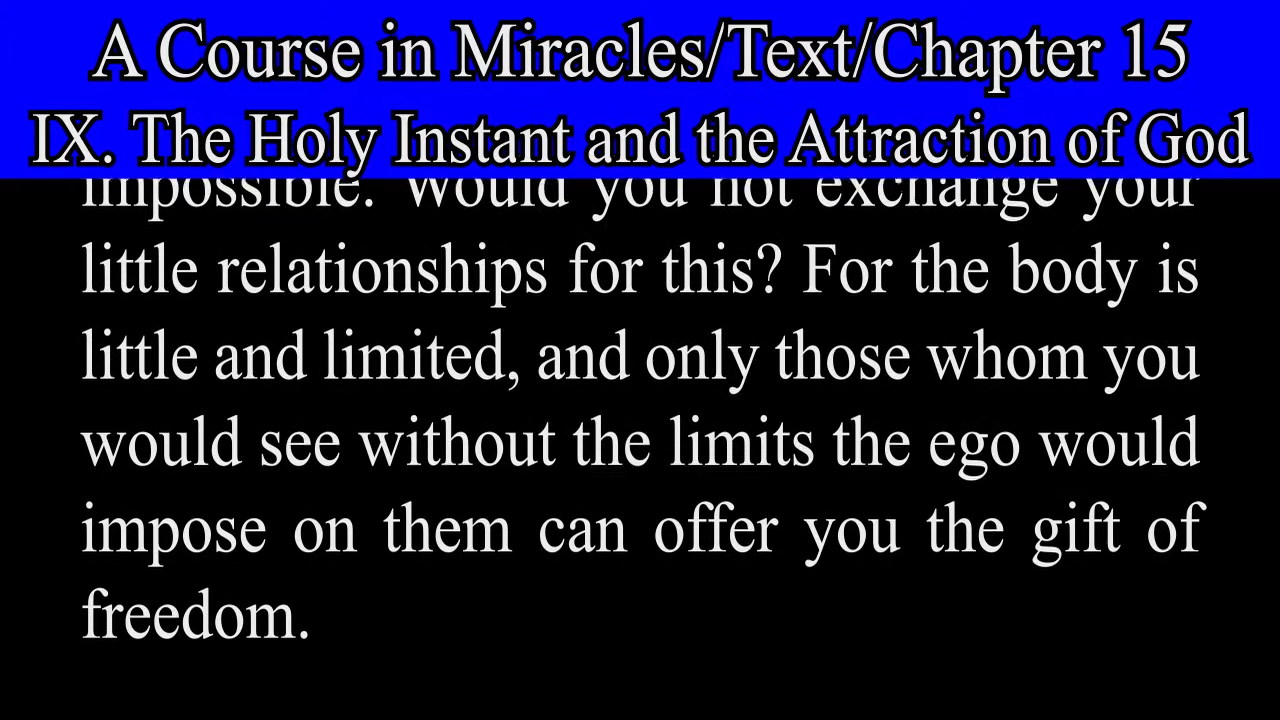 A Course in Miracles/Text/Chapter 15
IX. The Holy Instant and the Attraction of God
impossible. Would you not exchange your
little relationships for this? For the body is
little and limited, and only those whom you
would see without the limits the ego would
impose on them can offer you the gift of
freedom.